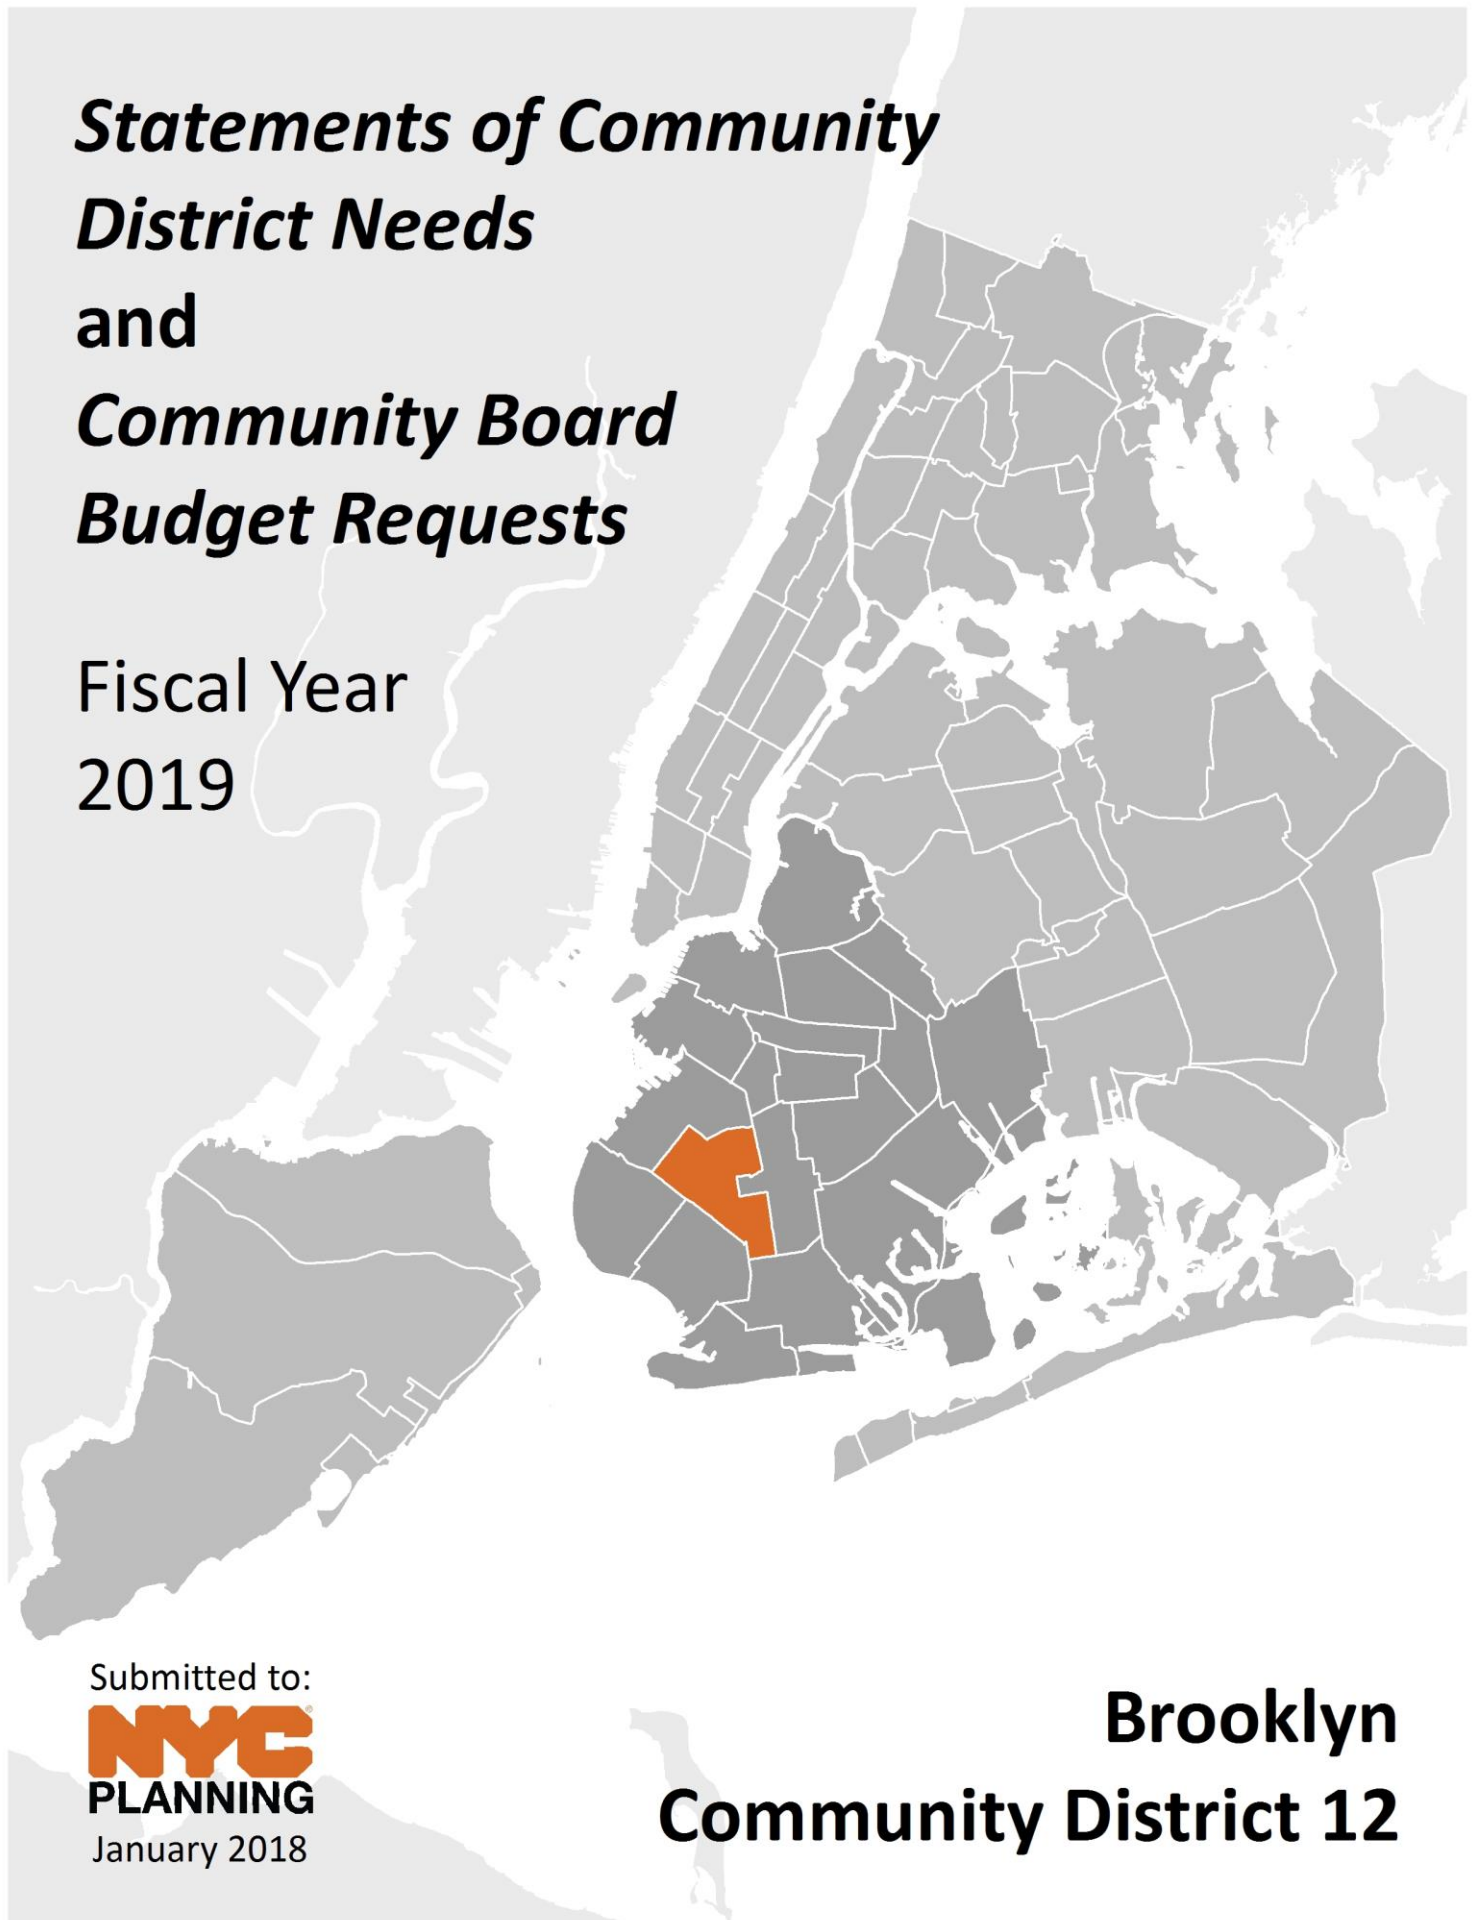 Statements of Community
District Needs
and
Community Board
Budget Requests
Fiscal Year
2019
Submitted to:
NYC
PLANNING
January 2018
Brooklyn
Community District 12